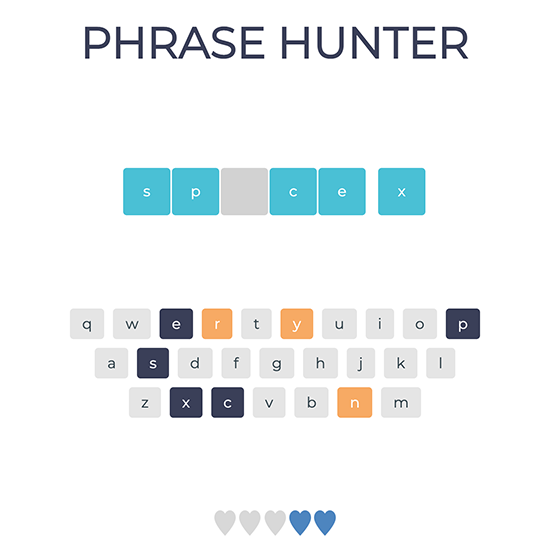 PHRASE HUNTER
s p c e x
q w e r t y u i o p
a s d f g h j k l
z x c v b n m